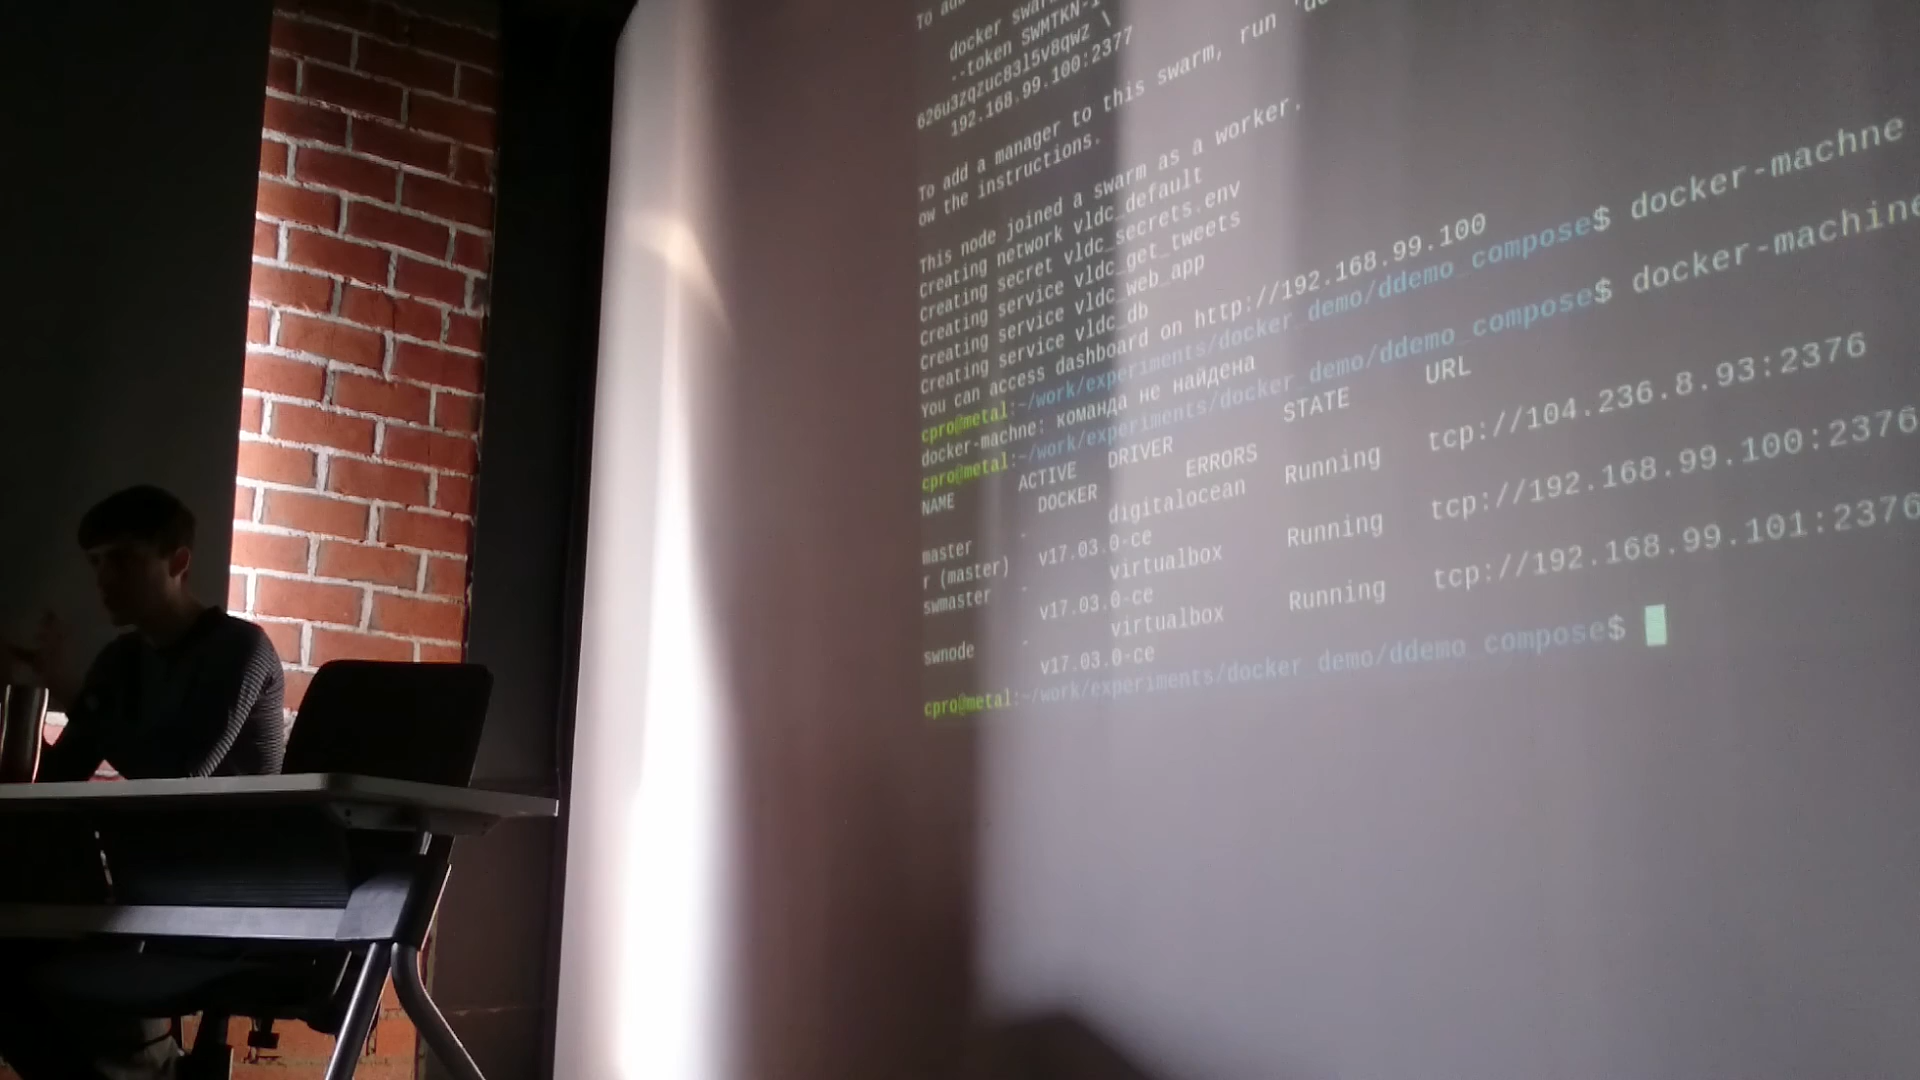 docker swar
--token SWMTKN-1
626u3zqzuc83l5v8qwz \
192.168.99.100:2377
To add a manager to this swarm, run 'do
ow the instructions.
This node joined a swarm as a worker.
Creating network vldc_default
Creating secret vldc_secrets.env
Creating service vldc_get_tweets
Creating service vldc_web_app
Creating service vldc_db
You can access dashboard on http://192.168.99.100
cpro@metal:~/work/experiments/docker_demo/ddemo_compose$ docker-machne
docker-machne: команда не найдена
cpro@metal:~/work/experiments/docker_demo/ddemo_compose$ docker-machine
NAME ACTIVE DRIVER STATE URL
DOCKER ERRORS
master - digitalocean Running tcp://104.236.8.93:2376
r (master) v17.03.0-ce
swmaster - virtualbox Running tcp://192.168.99.100:2376
v17.03.0-ce
swnode - virtualbox Running tcp://192.168.99.101:2376
v17.03.0-ce
cpro@metal:~/work/experiments/docker_demo/ddemo_compose$